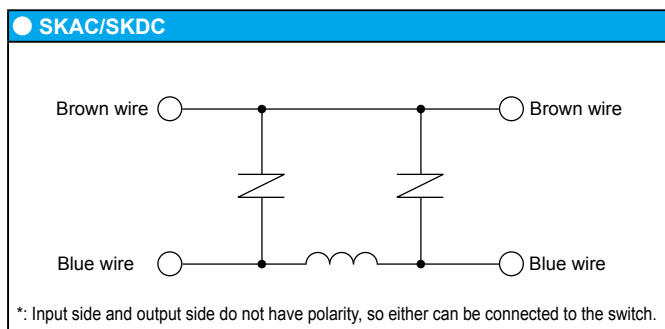 SKAC/SKDC
Brown wire
Brown wire
Blue wire
Blue wire
*: Input side and output side do not have polarity, so either can be connected to the switch.